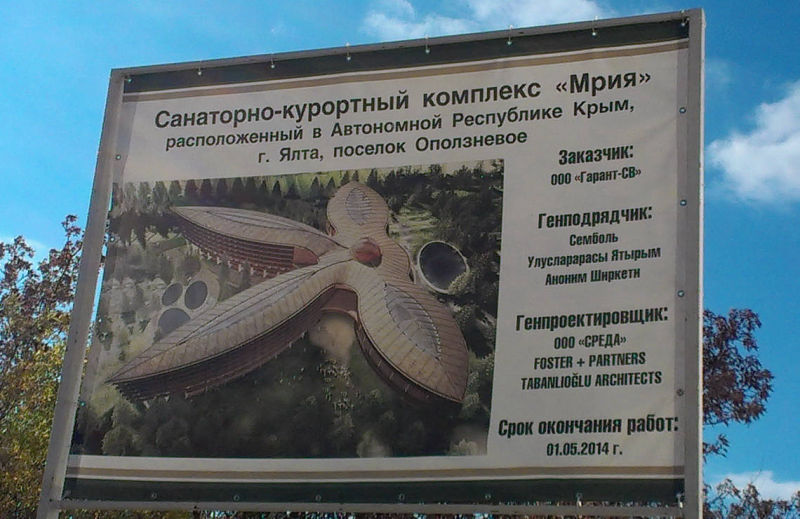 Санаторно-курортный комплекс «Мрия»
расположенный в Автономной Республике Крым,
г. Ялта, поселок Оползневое
Заказчик:
ООО «Гарант-СВ»
Генподрядчик:
Семболь
Улусларарасы Ятырым
Аноним Ширкети
Генпроектировщик:
ООО «СРЕДА»
FOSTER + PARTNERS
TABANLIOĞLU ARCHITECTS
Срок окончания работ:
01.05.2014 г.